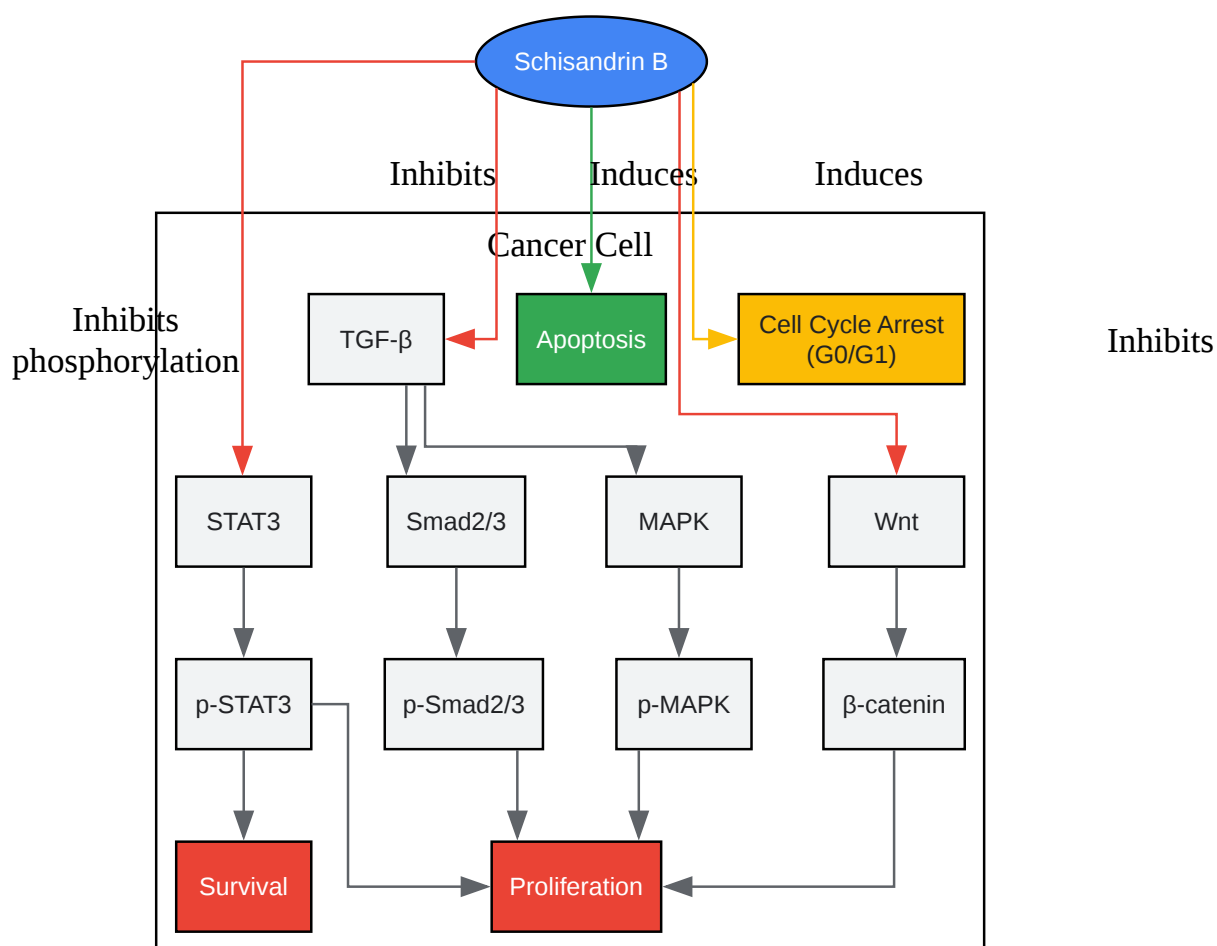 Schisandrin B
Inhibits
Induces
Induces
Cancer Cell
Inhibits
phosphorylation
TGF-β
Apoptosis
Cell Cycle Arrest
(G0/G1)
Inhibits
STAT3
Smad2/3
MAPK
Wnt
p-STAT3
p-Smad2/3
p-MAPK
β-catenin
Survival
Proliferation